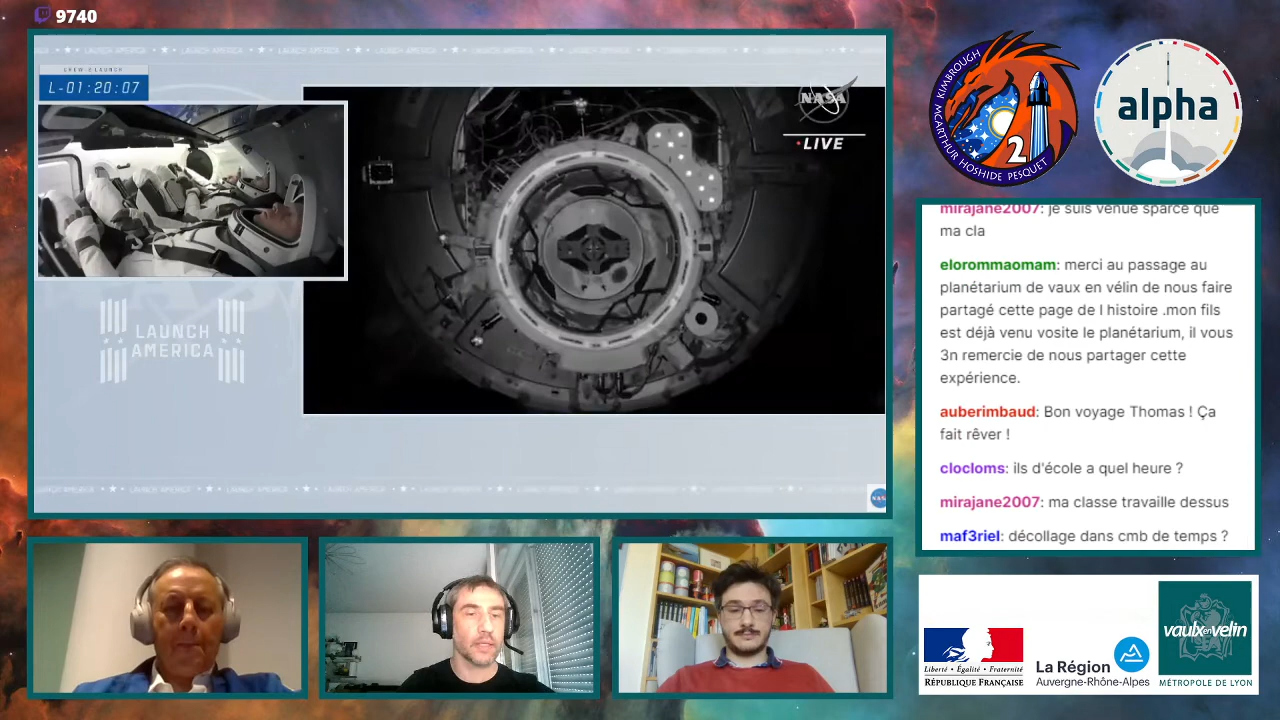 9740
CREW 2 LAUNCH
L-01:20:07
NASA
LIVE
LAUNCH
AMERICA
KIMBROUGH
MCARTHUR HOSHIDE PESQUET
2
alpha
mirajane2007: je suis venue sparce que
ma cla
elorommaomam: merci au passage au
planétarium de vaux en vélin de nous faire
partagé cette page de l histoire .mon fils
est déjà venu vosite le planétarium, il vous
3n remercie de nous partager cette
expérience.
auberimbaud: Bon voyage Thomas ! Ça
fait rêver !
clocloms: ils d'école a quel heure ?
mirajane2007: ma classe travaille dessus
maf3riel: décollage dans cmb de temps ?
Liberté • Égalité • Fraternité
RÉPUBLIQUE FRANÇAISE
La Région
Auvergne-Rhône-Alpes
vaulx en velin
MÉTROPOLE DE LYON